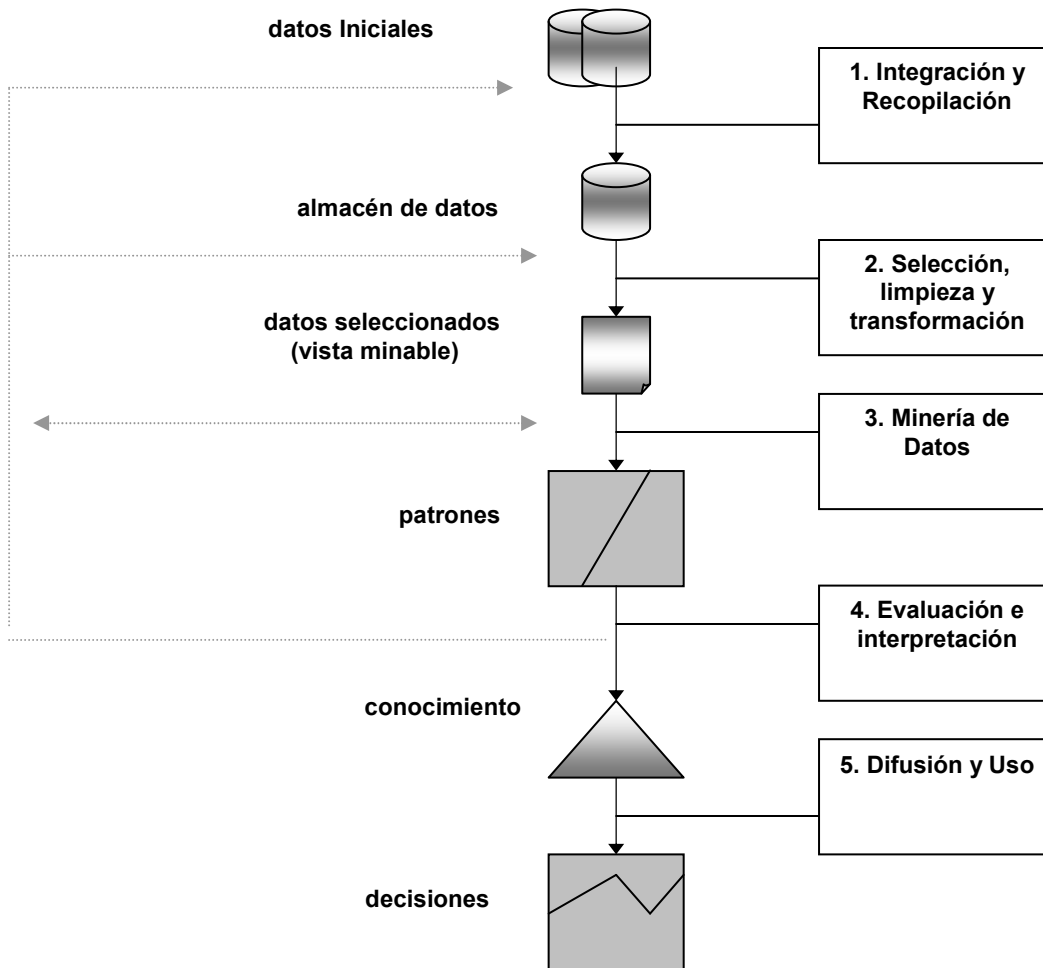 datos Iniciales
1. Integración y
Recopilación
almacén de datos
2. Selección,
limpieza y
transformación
datos seleccionados
(vista minable)
3. Minería de
Datos
patrones
4. Evaluación e
interpretación
conocimiento
5. Difusión y Uso
decisiones